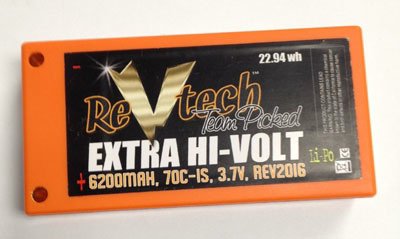 22.94 wh
ReVtech
Team Picked
EXTRA HI-VOLT
Li-Po
6200MAH, 70C-1S, 3.7V, REV2016